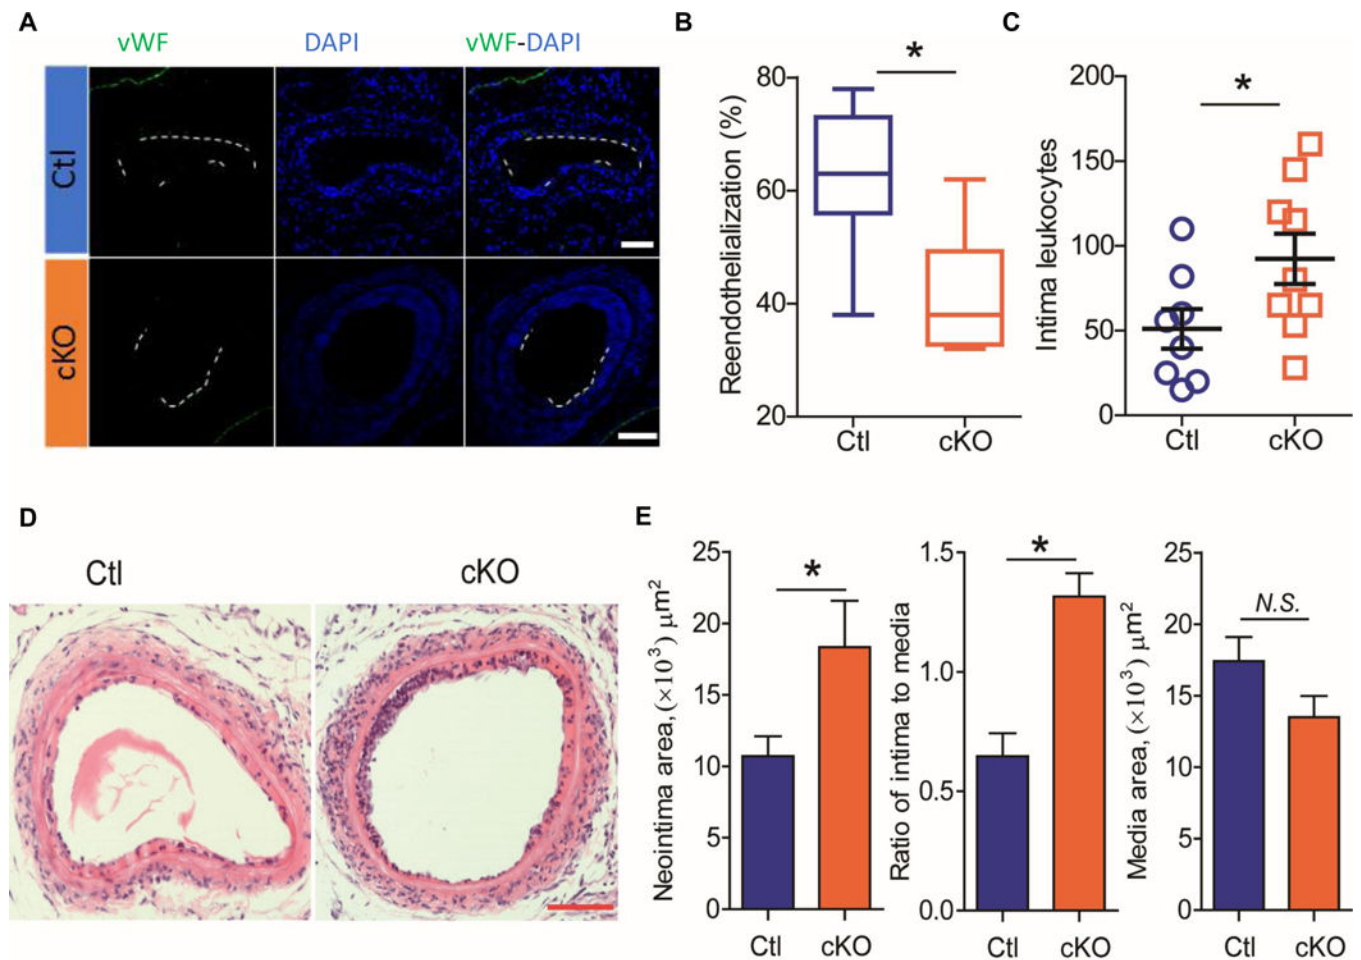 A
vWF
DAPI
vWF-DAPI
Ctl
cKO
B
*
Reendothelialization (%)
80
60
40
20
Ctl
cKO
C
*
Intima leukocytes
200
150
100
50
0
Ctl
cKO
D
Ctl
cKO
E
*
Neointima area, (×10³) µm²
25
20
15
10
5
0
Ctl
cKO
*
Ratio of intima to media
1.5
1.0
0.5
0.0
Ctl
cKO
N.S.
Media area, (×10³) µm²
25
20
15
10
5
0
Ctl
cKO